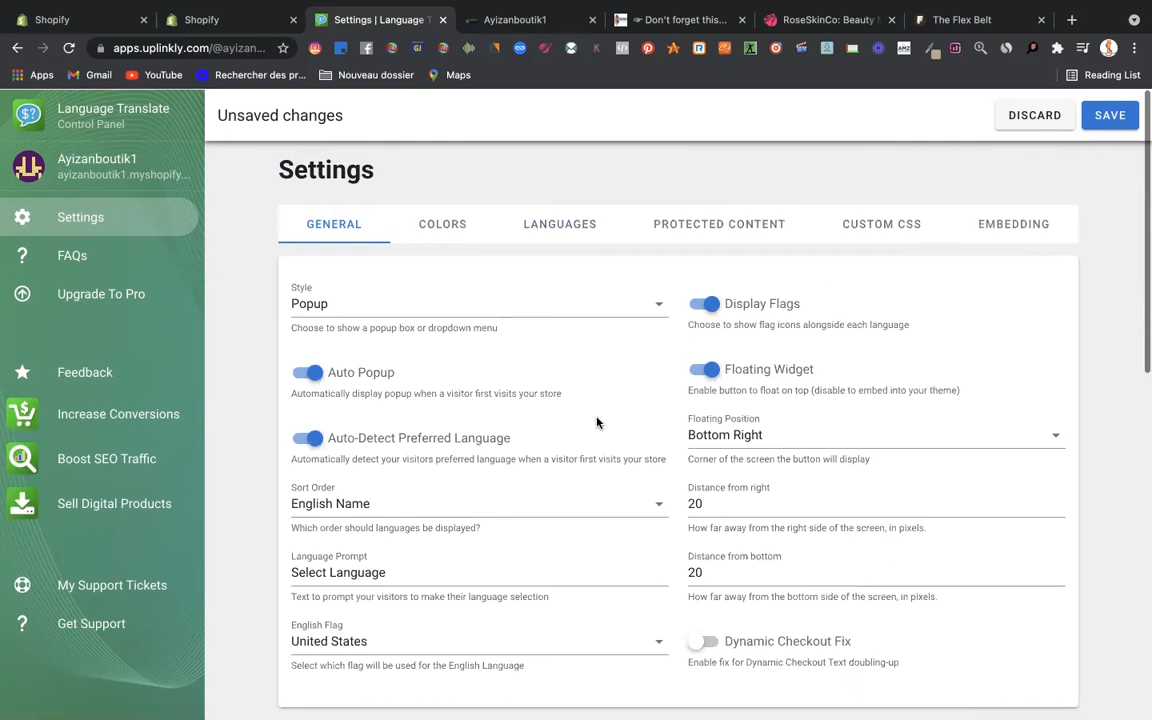 Shopify
Shopify
Settings | Language T
Ayizanboutik1
Don't forget this...
RoseSkinCo: Beauty M
The Flex Belt
apps.uplinkly.com/@ayizan...
Apps
Gmail
YouTube
Rechercher des pr...
Nouveau dossier
Maps
Reading List
Language Translate
Control Panel
Ayizanboutik1
ayizanboutik1.myshopify....
Settings
FAQs
Upgrade To Pro
Feedback
Increase Conversions
Boost SEO Traffic
Sell Digital Products
My Support Tickets
Get Support
Unsaved changes
DISCARD
SAVE
Settings
GENERAL
COLORS
LANGUAGES
PROTECTED CONTENT
CUSTOM CSS
EMBEDDING
Style
Popup
Choose to show a popup box or dropdown menu
Auto Popup
Automatically display popup when a visitor first visits your store
Auto-Detect Preferred Language
Automatically detect your visitors preferred language when a visitor first visits your store
Sort Order
English Name
Which order should languages be displayed?
Language Prompt
Select Language
Text to prompt your visitors to make their language selection
English Flag
United States
Select which flag will be used for the English Language
Display Flags
Choose to show flag icons alongside each language
Floating Widget
Enable button to float on top (disable to embed into your theme)
Floating Position
Bottom Right
Corner of the screen the button will display
Distance from right
20
How far away from the right side of the screen, in pixels.
Distance from bottom
20
How far away from the bottom side of the screen, in pixels.
Dynamic Checkout Fix
Enable fix for Dynamic Checkout Text doubling-up